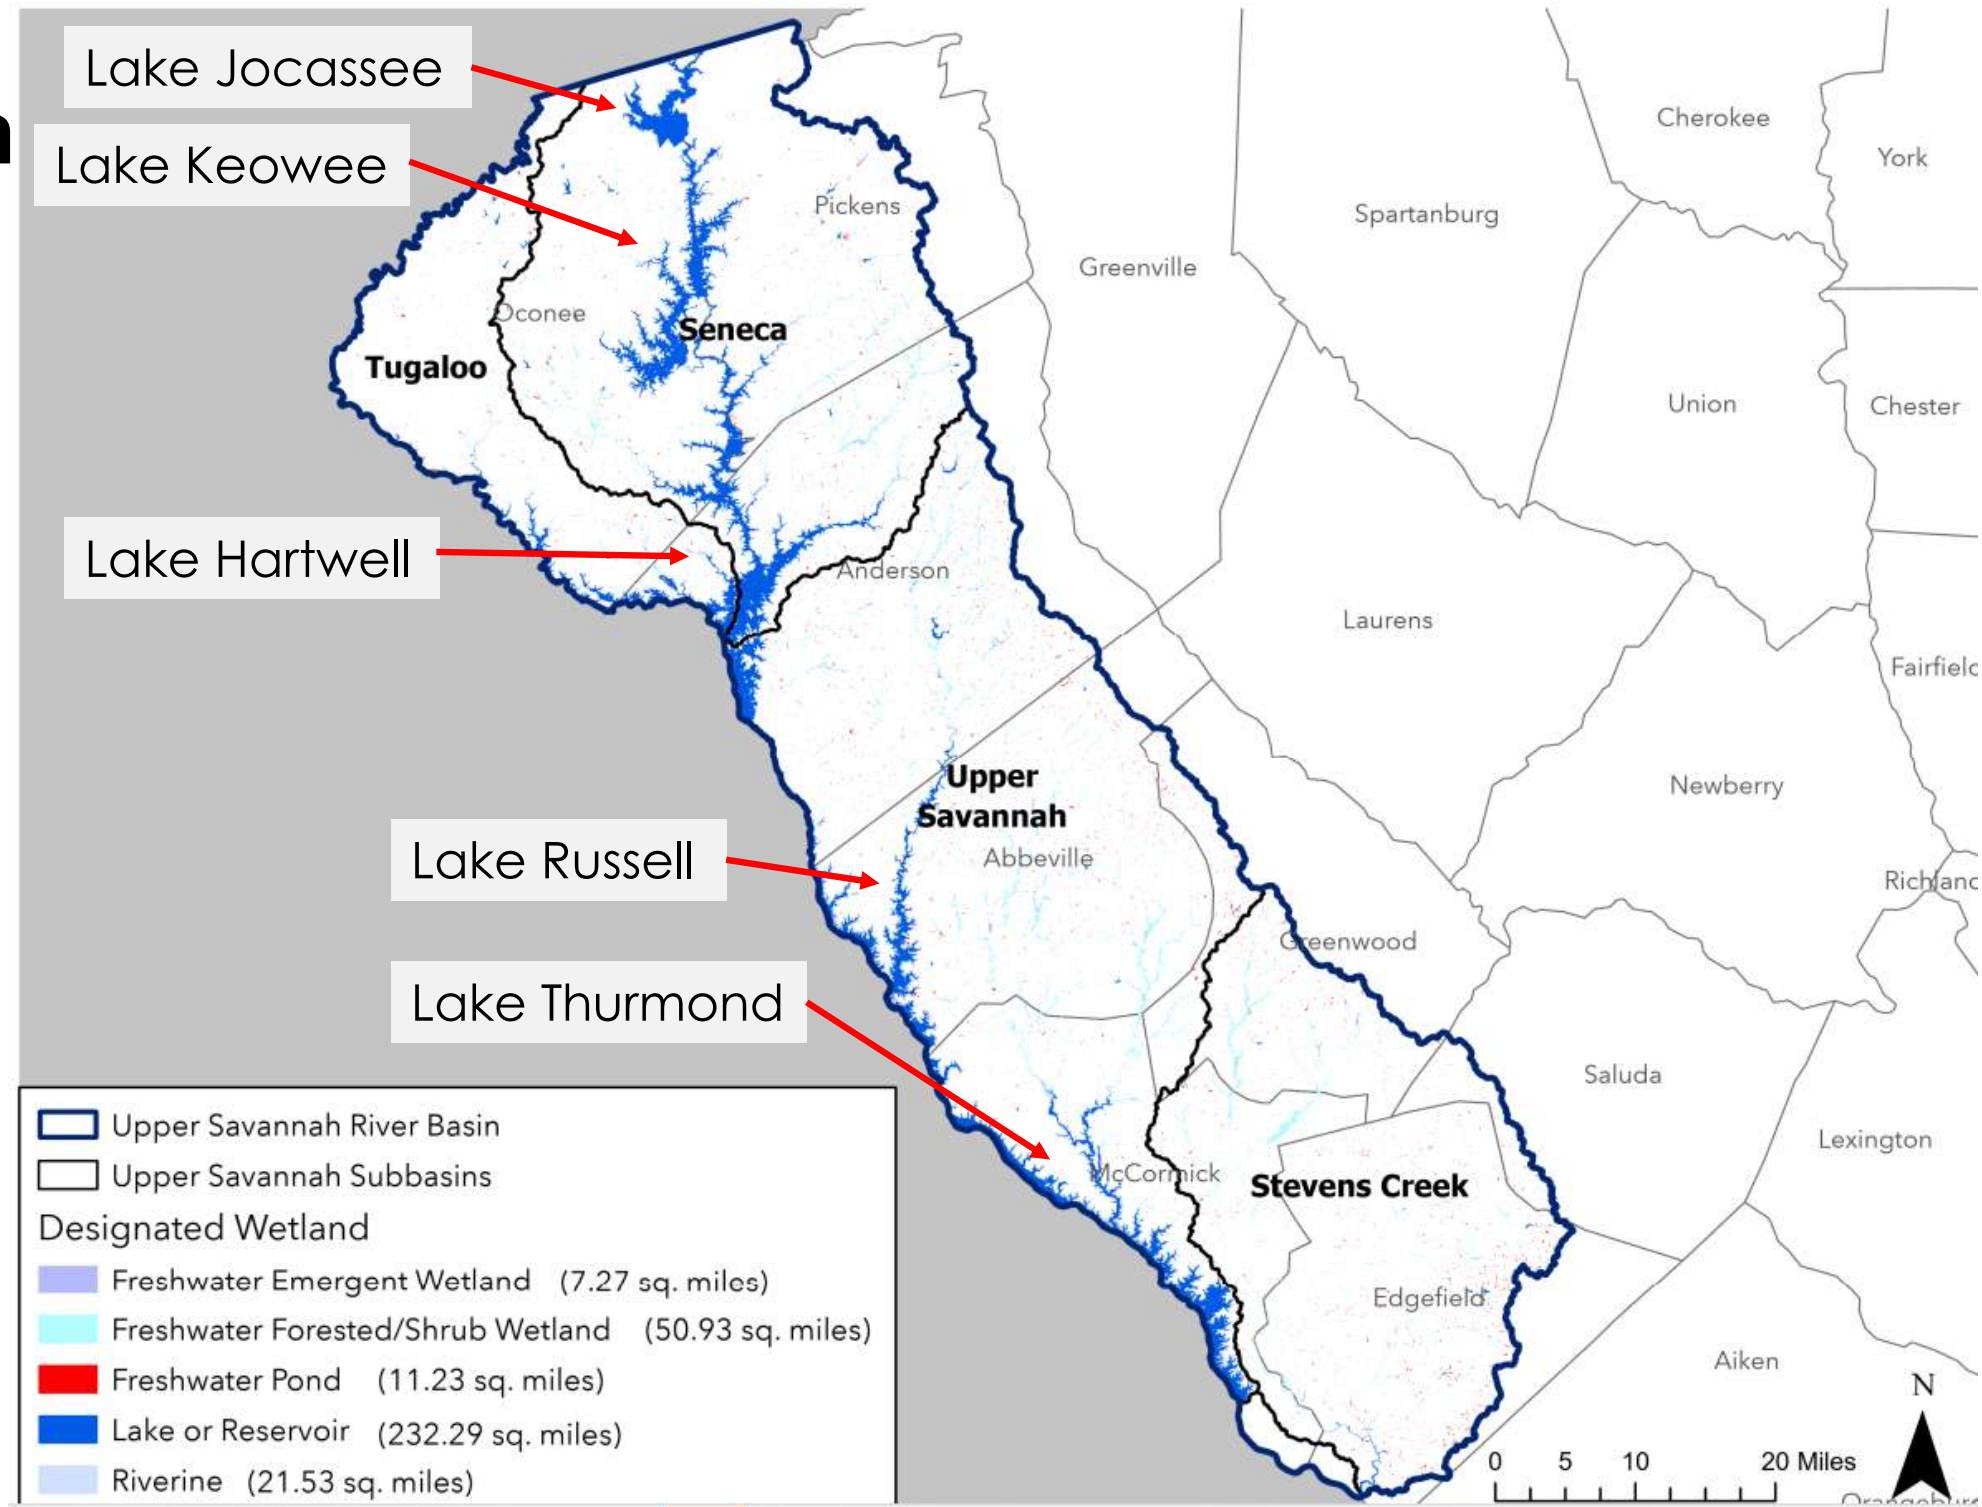 Lake Jocassee
Lake Keowee
Lake Hartwell
Lake Russell
Lake Thurmond
Cherokee
York
Pickens
Spartanburg
Greenville
Oconee
Seneca
Tugaloo
Union
Chester
Anderson
Laurens
Upper
Savannah
Newberry
Abbeville
Greenwood
Saluda
Lexington
McCormick
Stevens Creek
Edgefield
Aiken
Upper Savannah River Basin
Upper Savannah Subbasins
Designated Wetland
Freshwater Emergent Wetland (7.27 sq. miles)
Freshwater Forested/Shrub Wetland (50.93 sq. miles)
Freshwater Pond (11.23 sq. miles)
Lake or Reservoir (232.29 sq. miles)
Riverine (21.53 sq. miles)
N
0 5 10 20 Miles